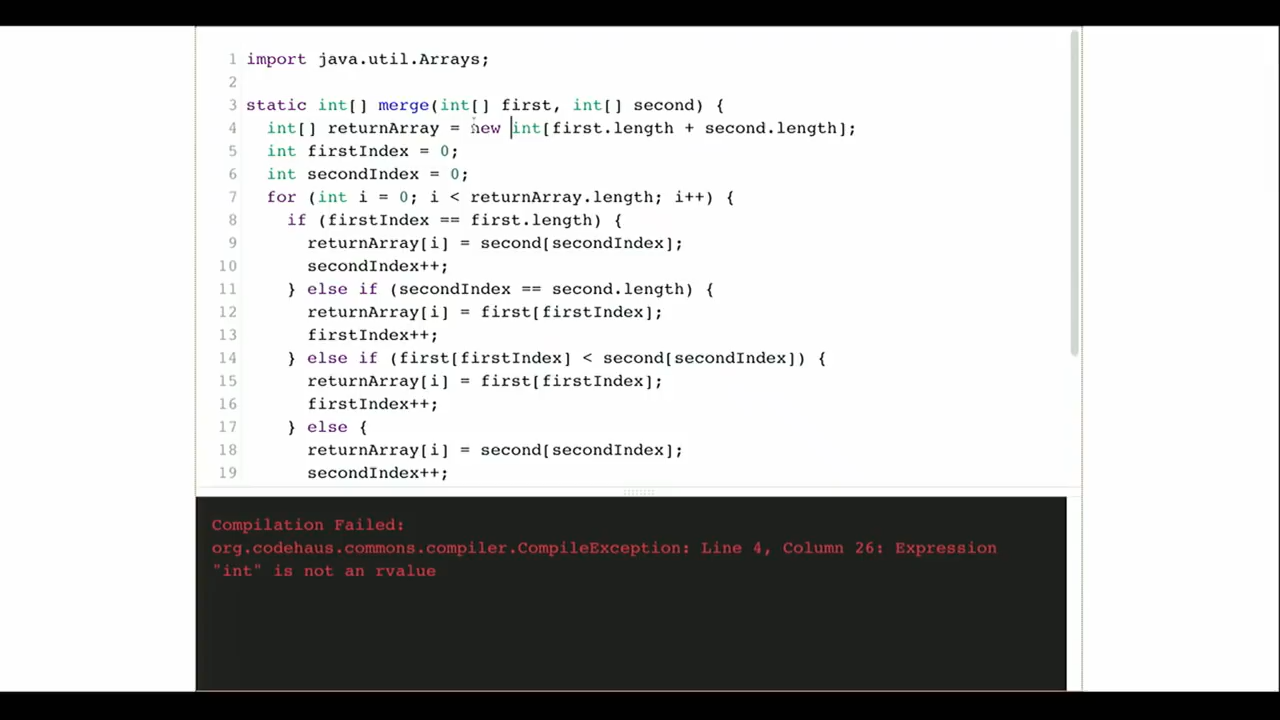 1 import java.util.Arrays;
2
3 static int[] merge(int[] first, int[] second) {
4 int[] returnArray = new int[first.length + second.length];
5 int firstIndex = 0;
6 int secondIndex = 0;
7 for (int i = 0; i < returnArray.length; i++) {
8 if (firstIndex == first.length) {
9 returnArray[i] = second[secondIndex];
10 secondIndex++;
11 } else if (secondIndex == second.length) {
12 returnArray[i] = first[firstIndex];
13 firstIndex++;
14 } else if (first[firstIndex] < second[secondIndex]) {
15 returnArray[i] = first[firstIndex];
16 firstIndex++;
17 } else {
18 returnArray[i] = second[secondIndex];
19 secondIndex++;
Compilation Failed:
org.codehaus.commons.compiler.CompileException: Line 4, Column 26: Expression
"int" is not an rvalue